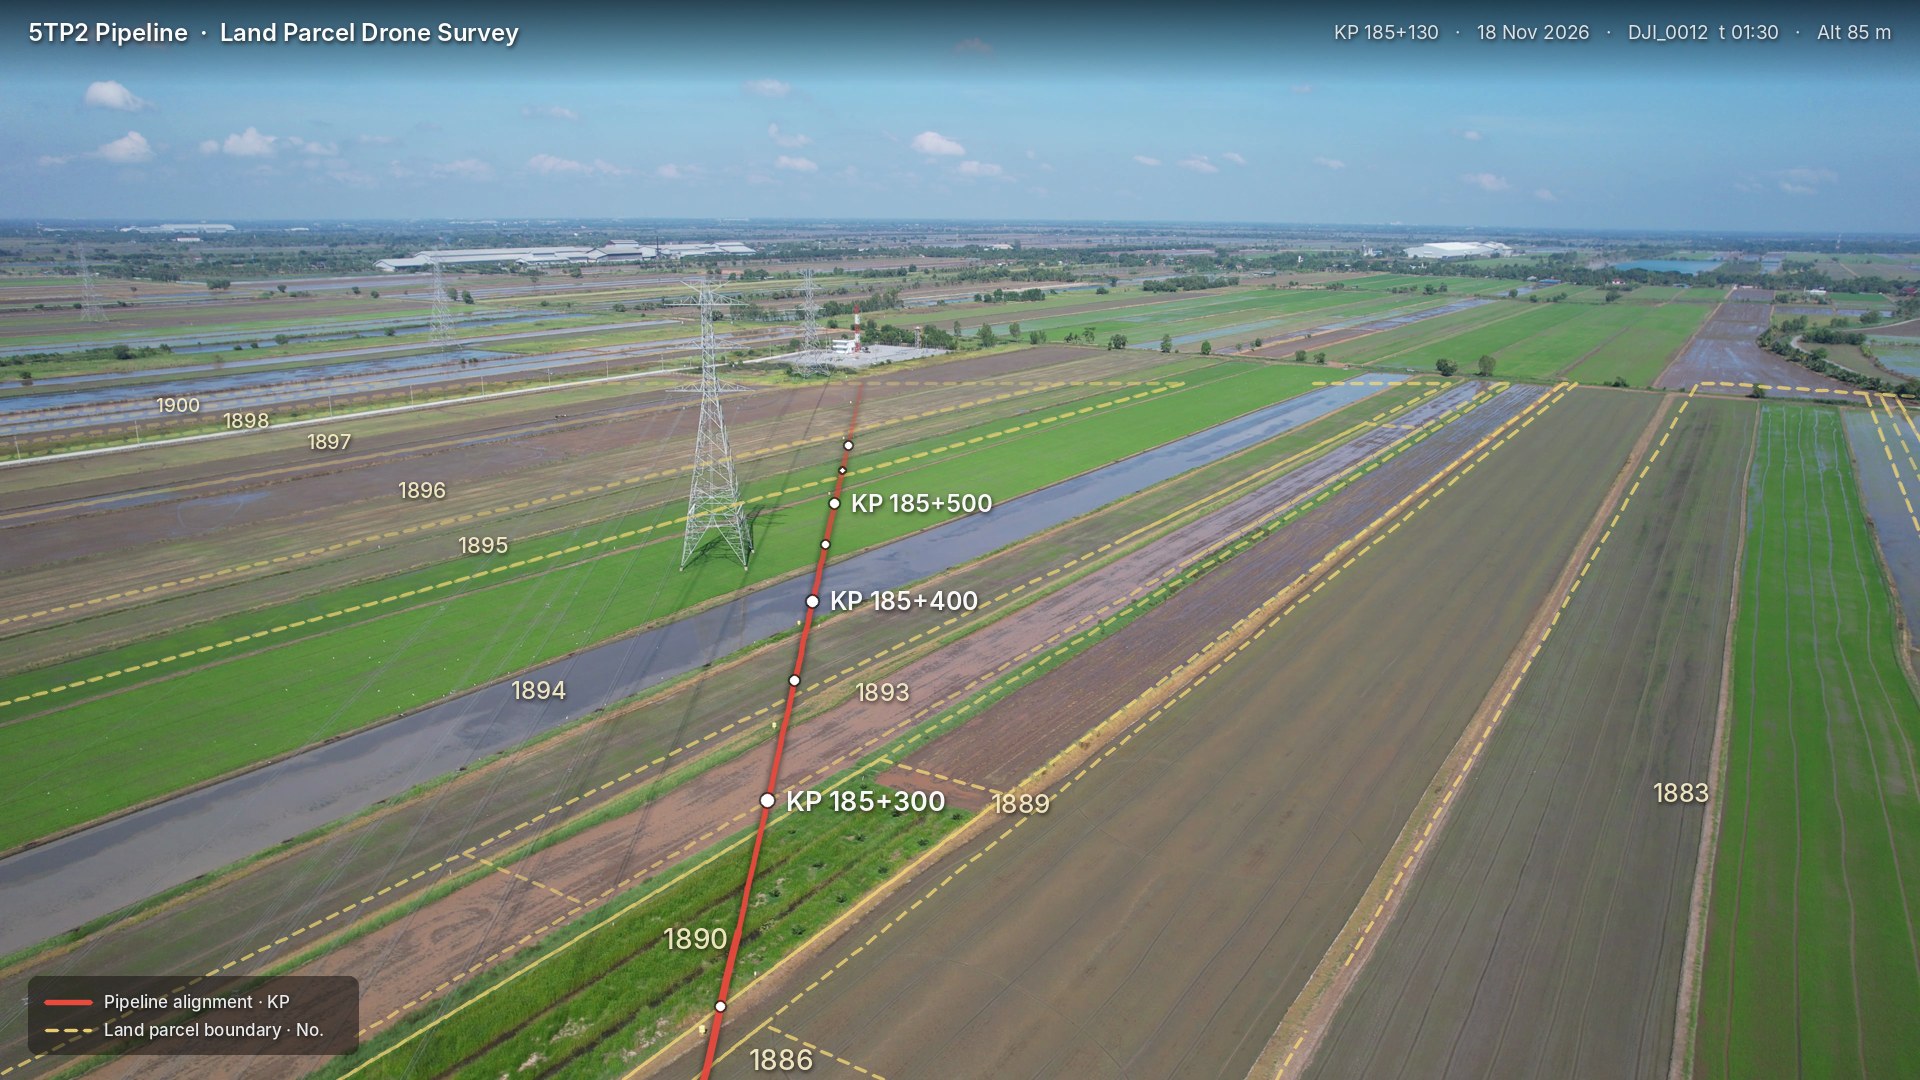 5TP2 Pipeline · Land Parcel Drone Survey
KP 185+130 · 18 Nov 2026 · DJI_0012 t 01:30 · Alt 85 m
1900
1898
1897
1896
KP 185+500
1895
KP 185+400
1894
1893
KP 185+300
1889
1883
1890
1886
Pipeline alignment · KP
Land parcel boundary · No.